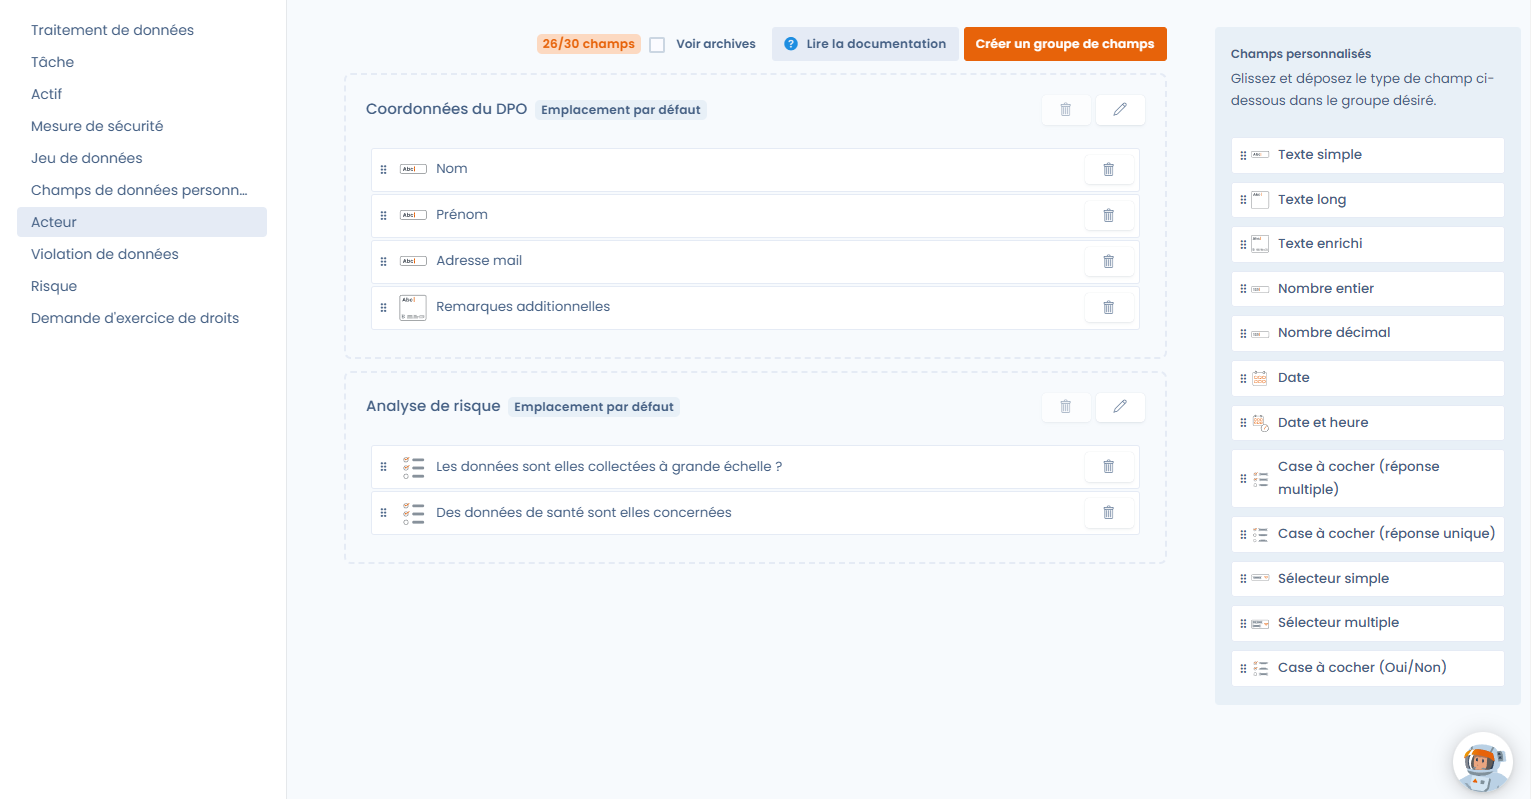 Traitement de données
Tâche
Actif
Mesure de sécurité
Jeu de données
Champs de données personn...
Acteur
Violation de données
Risque
Demande d'exercice de droits
26/30 champs
Voir archives
? Lire la documentation
Créer un groupe de champs
Coordonnées du DPO Emplacement par défaut
Abc Nom
Abc Prénom
Abc Adresse mail
Abc Remarques additionnelles
Analyse de risque Emplacement par défaut
Les données sont elles collectées à grande échelle ?
Des données de santé sont elles concernées
Champs personnalisés
Glissez et déposez le type de champ ci-
dessous dans le groupe désiré.
Abc Texte simple
Abc Texte long
Abc Texte enrichi
Nombre entier
Nombre décimal
Date
Date et heure
Case à cocher (réponse
multiple)
Case à cocher (réponse unique)
Sélecteur simple
Sélecteur multiple
Case à cocher (Oui/Non)